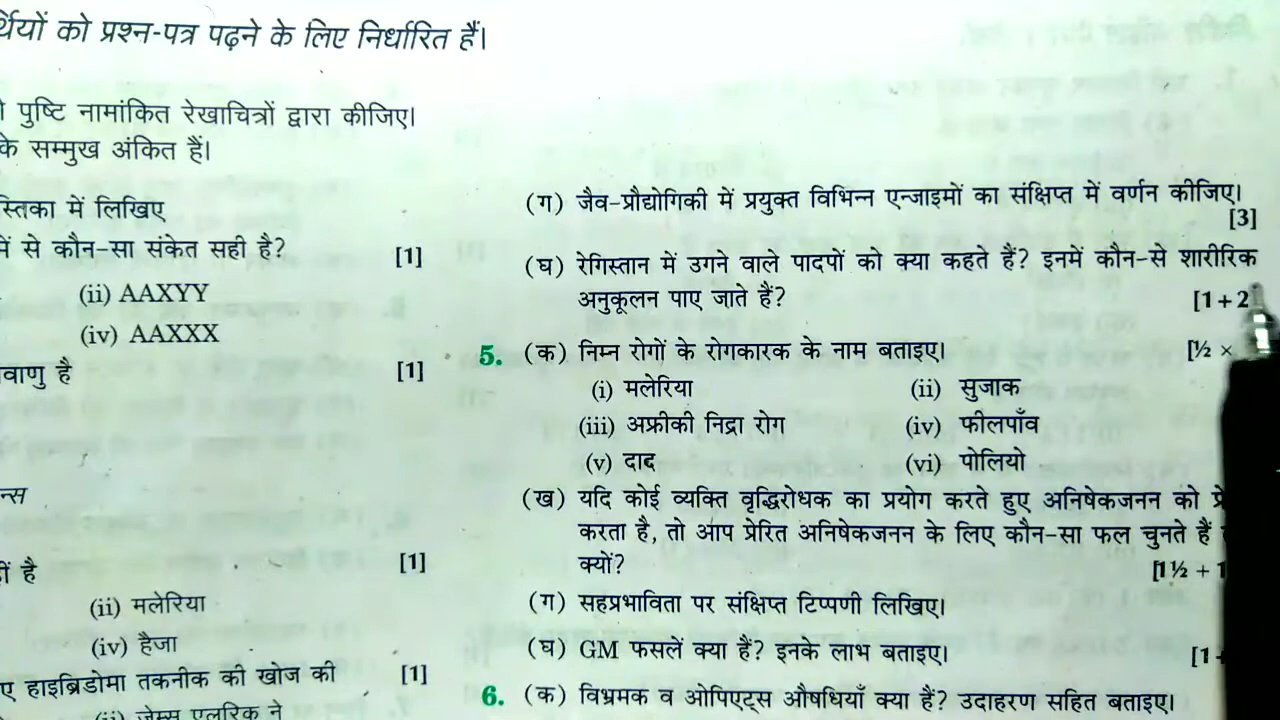 र्थियों को प्रश्न-पत्र पढ़ने के लिए निर्धारित हैं।
पुष्टि नामांकित रेखाचित्रों द्वारा कीजिए।
के सम्मुख अंकित हैं।
स्तिका में लिखिए
में से कौन-सा संकेत सही है? [1]
(ii) AAXYY
(iv) AAXXX
वाणु है [1]
न्स
है [1]
(ii) मलेरिया
(iv) हैजा
ए हाइब्रिडोमा तकनीक की खोज की [1]
(ii) जेम्स एलरिक ने
(ग) जैव-प्रौद्योगिकी में प्रयुक्त विभिन्न एन्जाइमों का संक्षिप्त में वर्णन कीजिए।
[3]
(घ) रेगिस्तान में उगने वाले पादपों को क्या कहते हैं? इनमें कौन-से शारीरिक
अनुकूलन पाए जाते हैं? [1+2]
5. (क) निम्न रोगों के रोगकारक के नाम बताइए। [½ ×
(i) मलेरिया (ii) सुजाक
(iii) अफ्रीकी निद्रा रोग (iv) फीलपाँव
(v) दाद (vi) पोलियो
(ख) यदि कोई व्यक्ति वृद्धिरोधक का प्रयोग करते हुए अनिषेकजनन को प्रे
करता है, तो आप प्रेरित अनिषेकजनन के लिए कौन-सा फल चुनते हैं
क्यों? [1½ + 1
(ग) सहप्रभाविता पर संक्षिप्त टिप्पणी लिखिए।
(घ) GM फसलें क्या हैं? इनके लाभ बताइए। [1+
6. (क) विभ्रमक व ओपिएट्स औषधियाँ क्या हैं? उदाहरण सहित बताइए।